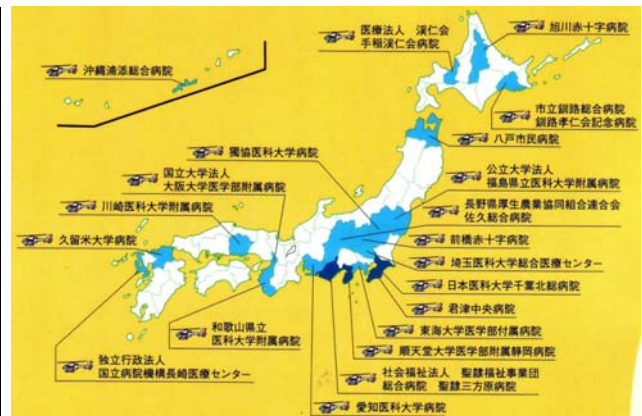 医療法人 渓仁会
手稲渓仁会病院
旭川赤十字病院
沖縄浦添総合病院
市立釧路総合病院
釧路孝仁会記念病院
八戸市民病院
獨協医科大学病院
国立大学法人
大阪大学医学部附属病院
公立大学法人
福島県立医科大学附属病院
川崎医科大学附属病院
長野県厚生農業協同組合連合会
佐久総合病院
久留米大学病院
前橋赤十字病院
埼玉医科大学総合医療センター
日本医科大学千葉北総病院
君津中央病院
和歌山県立
医科大学附属病院
東海大学医学部付属病院
順天堂大学医学部附属静岡病院
独立行政法人
国立病院機構長崎医療センター
社会福祉法人 聖隷福祉事業団
総合病院 聖隷三方原病院
愛知医科大学病院